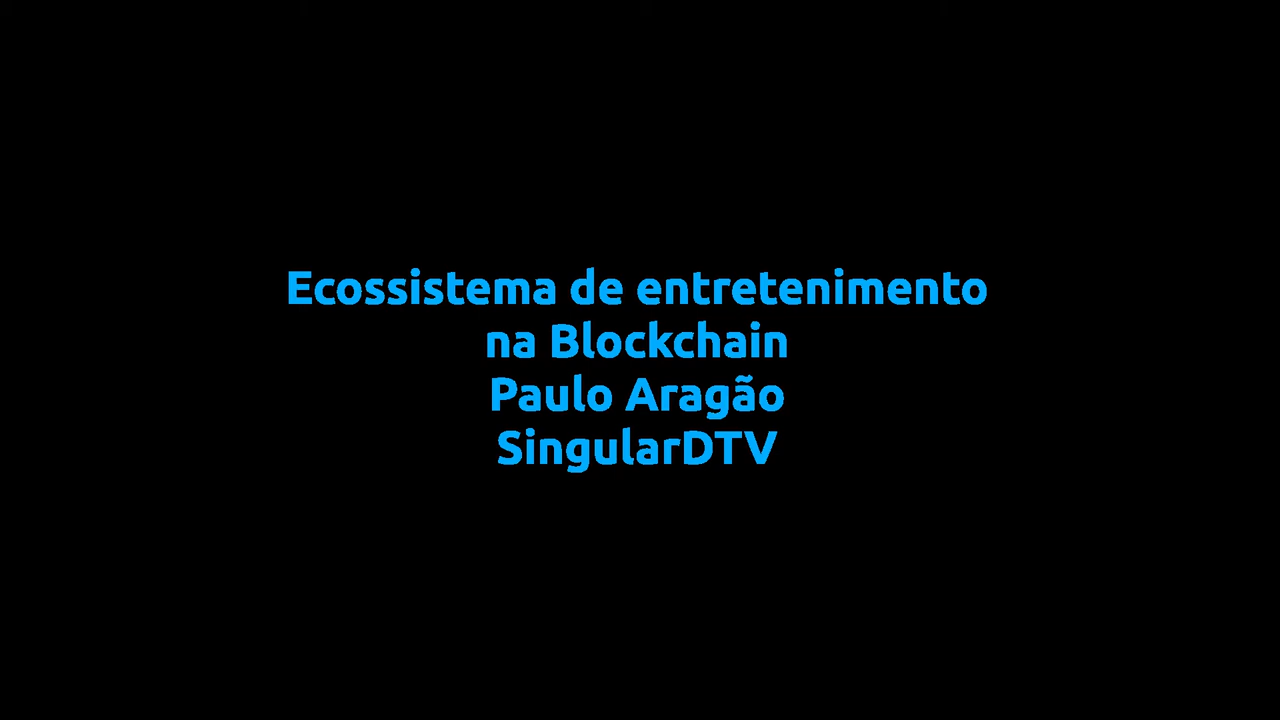 Ecossistema de entretenimento
na Blockchain
Paulo Aragão
SingularDTV